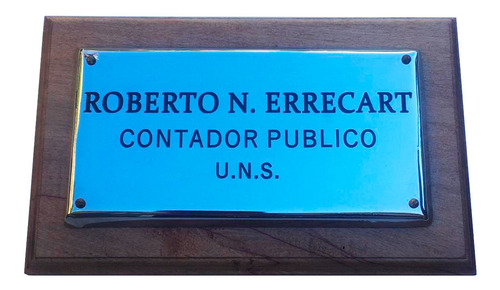 ROBERTO N. ERRECART
CONTADOR PUBLICO
U.N.S.